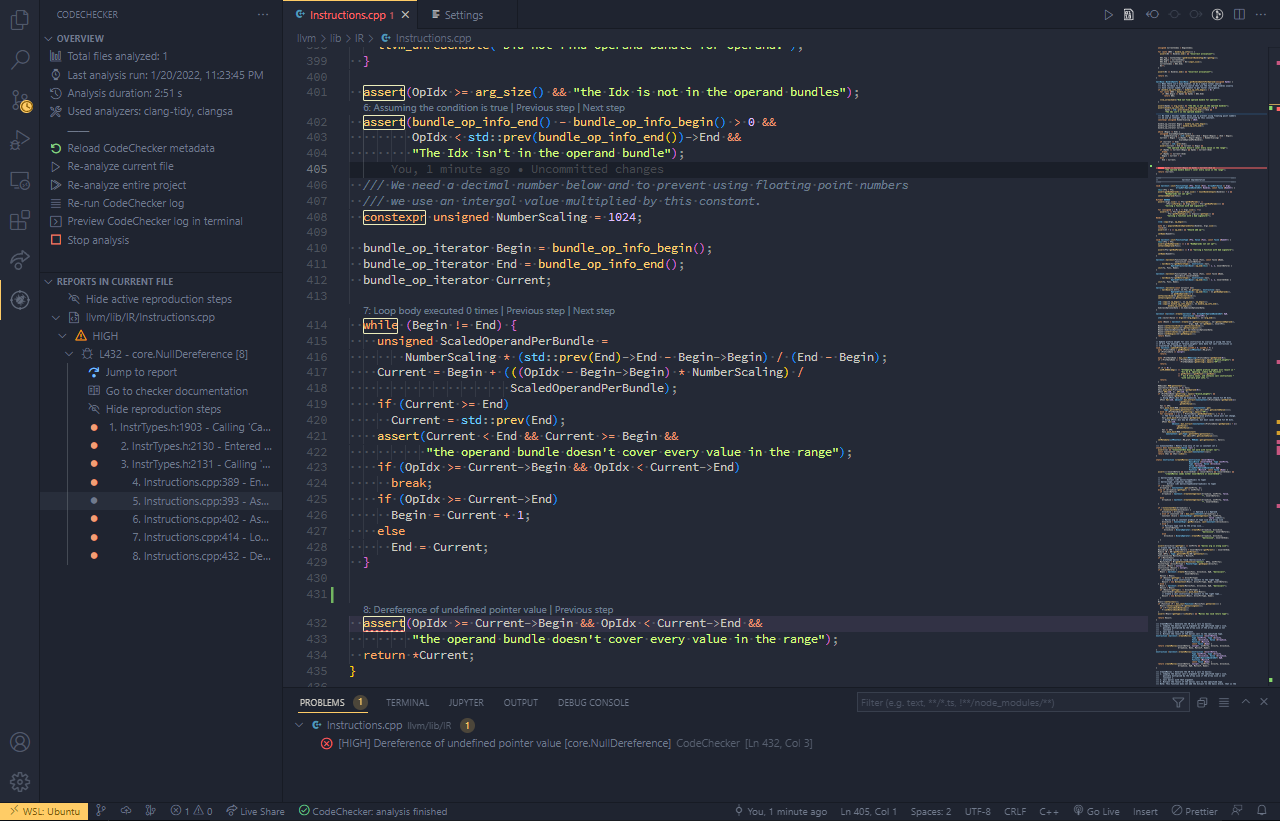 CODECHECKER
OVERVIEW
Total files analyzed: 1
Last analysis run: 1/20/2022, 11:23:45 PM
Analysis duration: 2:51 s
Used analyzers: clang-tidy, clangsa
Reload CodeChecker metadata
Re-analyze current file
Re-analyze entire project
Re-run CodeChecker log
Preview CodeChecker log in terminal
Stop analysis
REPORTS IN CURRENT FILE
Hide active reproduction steps
llvm/lib/IR/Instructions.cpp
HIGH
L432 - core.NullDereference [8]
Jump to report
Go to checker documentation
Hide reproduction steps
1. InstrTypes.h:1903 - Calling 'Ca...
2. InstrTypes.h:2130 - Entered ...
3. InstrTypes.h:2131 - Calling '...
4. Instructions.cpp:389 - En...
5. Instructions.cpp:393 - As...
6. Instructions.cpp:402 - As...
7. Instructions.cpp:414 - Lo...
8. Instructions.cpp:432 - De...
Instructions.cpp 1
Settings
llvm > lib > IR > Instructions.cpp
399 }
400
401 assert(OpIdx >= arg_size() && "the Idx is not in the operand bundles");
6: Assuming the condition is true | Previous step | Next step
402 assert(bundle_op_info_end() - bundle_op_info_begin() > 0 &&
403 OpIdx < std::prev(bundle_op_info_end())->End &&
404 "The Idx isn't in the operand bundle");
405 You, 1 minute ago • Uncommitted changes
406 /// We need a decimal number below and to prevent using floating point numbers
407 /// we use an intergal value multiplied by this constant.
408 constexpr unsigned NumberScaling = 1024;
409
410 bundle_op_iterator Begin = bundle_op_info_begin();
411 bundle_op_iterator End = bundle_op_info_end();
412 bundle_op_iterator Current;
413
7: Loop body executed 0 times | Previous step | Next step
414 while (Begin != End) {
415 unsigned ScaledOperandPerBundle =
416 NumberScaling * (std::prev(End)->End - Begin->Begin) / (End - Begin);
417 Current = Begin + (((OpIdx - Begin->Begin) * NumberScaling) /
418 ScaledOperandPerBundle);
419 if (Current >= End)
420 Current = std::prev(End);
421 assert(Current < End && Current >= Begin &&
422 "the operand bundle doesn't cover every value in the range");
423 if (OpIdx >= Current->Begin && OpIdx < Current->End)
424 break;
425 if (OpIdx >= Current->End)
426 Begin = Current + 1;
427 else
428 End = Current;
429 }
430
431
8: Dereference of undefined pointer value | Previous step
432 assert(OpIdx >= Current->Begin && OpIdx < Current->End &&
433 "the operand bundle doesn't cover every value in the range");
434 return *Current;
435 }
PROBLEMS 1
TERMINAL
JUPYTER
OUTPUT
DEBUG CONSOLE
Filter (e.g. text, **/*.ts, !**/node_modules/**)
Instructions.cpp llvm/lib/IR 1
[HIGH] Dereference of undefined pointer value [core.NullDereference] CodeChecker [Ln 432, Col 3]
WSL: Ubuntu
1 0
Live Share
CodeChecker: analysis finished
You, 1 minute ago
Ln 405, Col 1
Spaces: 2
UTF-8
CRLF
C++
Go Live
Insert
Prettier